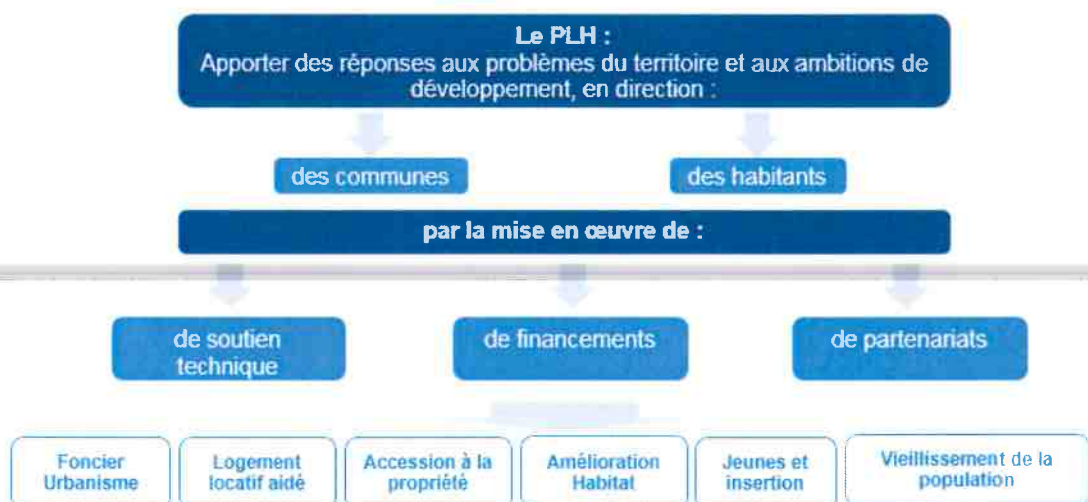 Le PLH :
Apporter des réponses aux problèmes du territoire et aux ambitions de
développement, en direction :
des communes
des habitants
par la mise en œuvre de :
de soutien
technique
de financements
de partenariats
Foncier
Urbanisme
Logement
locatif aidé
Accession à la
propriété
Amélioration
Habitat
Jeunes et
insertion
Vieillissement de la
population